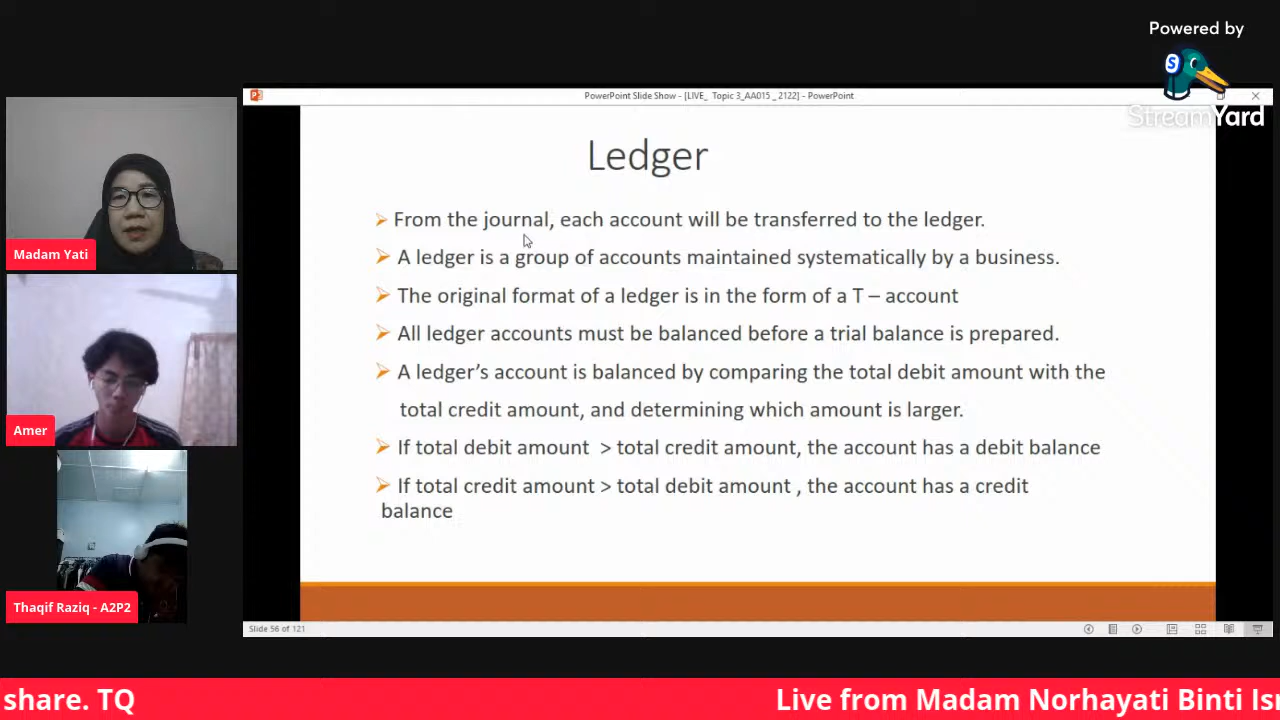 Powered by
StreamYard
PowerPoint Slide Show - [LIVE_ Topic 3_AA015 _ 2122] - PowerPoint
Madam Yati
Amer
Thaqif Raziq - A2P2
Ledger
From the journal, each account will be transferred to the ledger.
A ledger is a group of accounts maintained systematically by a business.
The original format of a ledger is in the form of a T – account
All ledger accounts must be balanced before a trial balance is prepared.
A ledger’s account is balanced by comparing the total debit amount with the
total credit amount, and determining which amount is larger.
If total debit amount > total credit amount, the account has a debit balance
If total credit amount > total debit amount , the account has a credit
balance
Slide 56 of 121
share. TQ
Live from Madam Norhayati Binti Isr